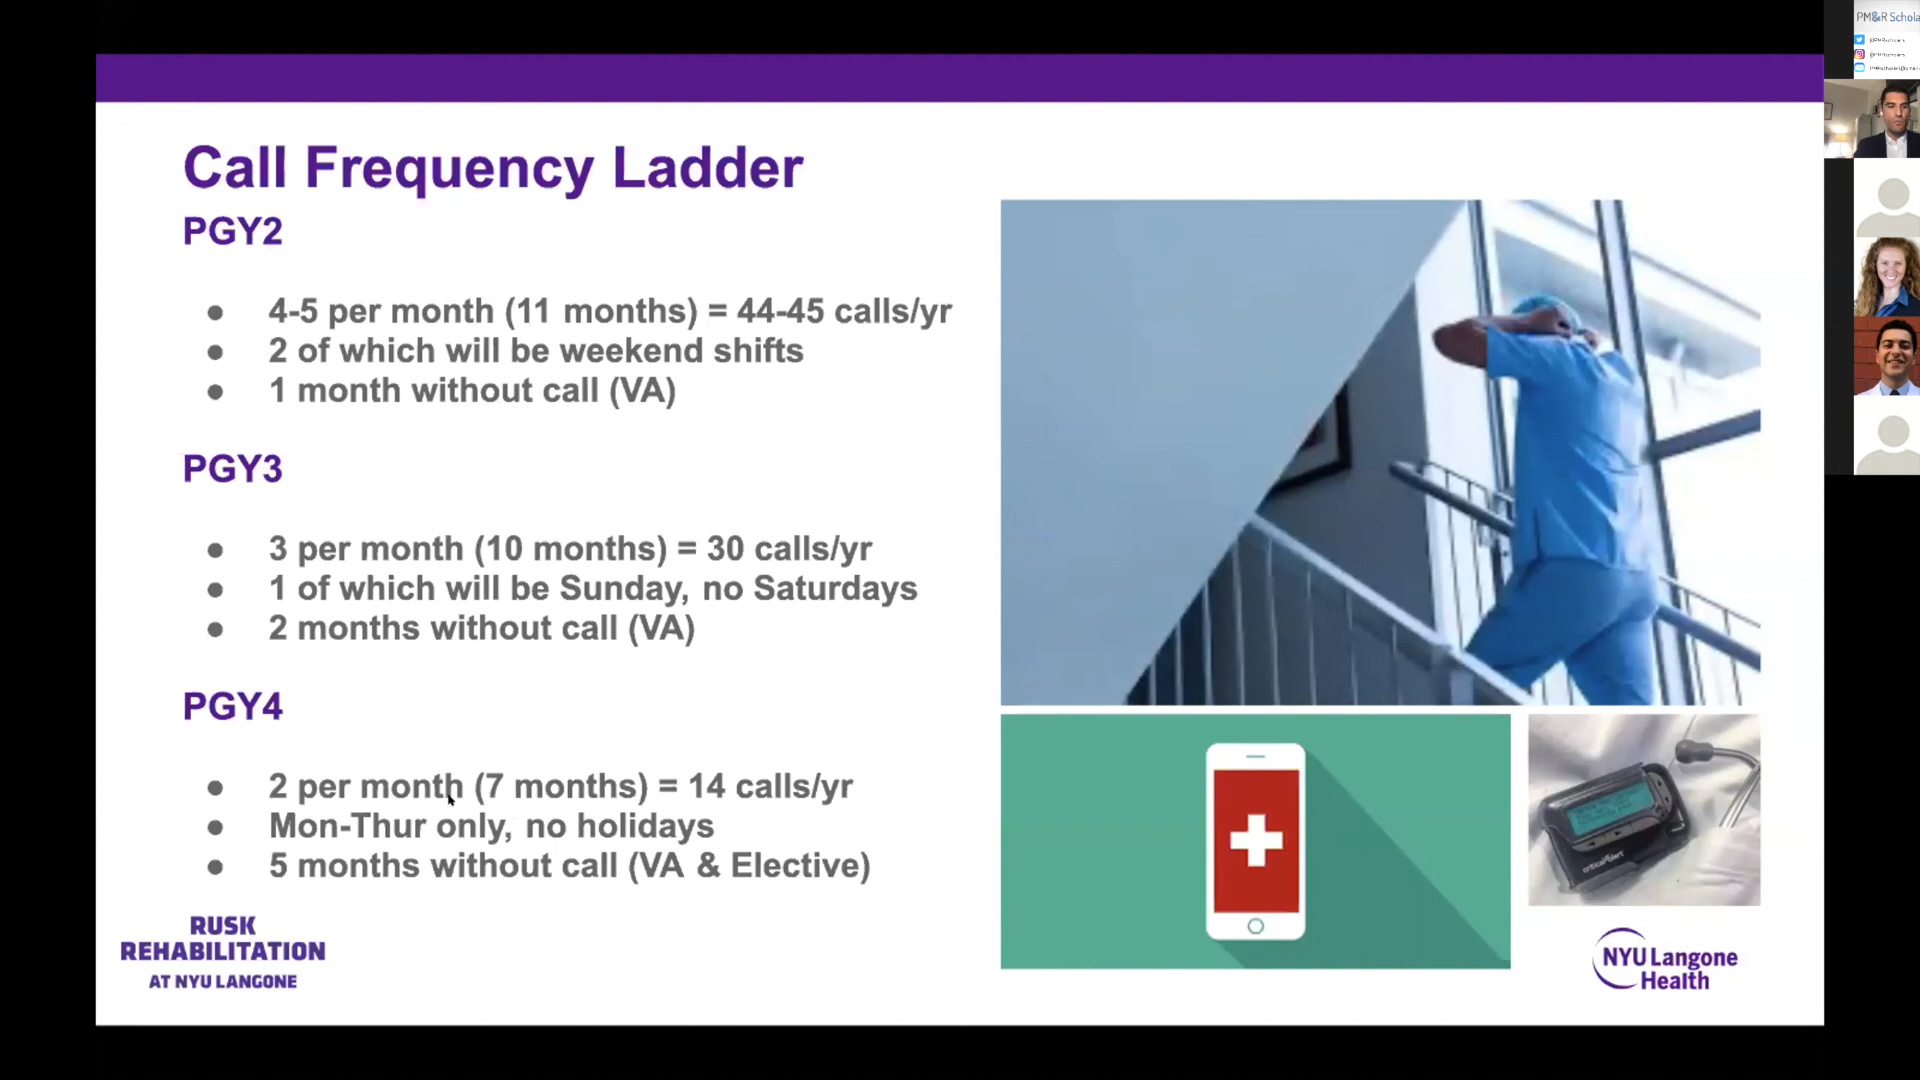 Call Frequency Ladder
PGY2
4-5 per month (11 months) = 44-45 calls/yr
2 of which will be weekend shifts
1 month without call (VA)
PGY3
3 per month (10 months) = 30 calls/yr
1 of which will be Sunday, no Saturdays
2 months without call (VA)
PGY4
2 per month (7 months) = 14 calls/yr
Mon-Thur only, no holidays
5 months without call (VA & Elective)
RUSK
REHABILITATION
AT NYU LANGONE
NYU Langone
Health
PM&R Schola